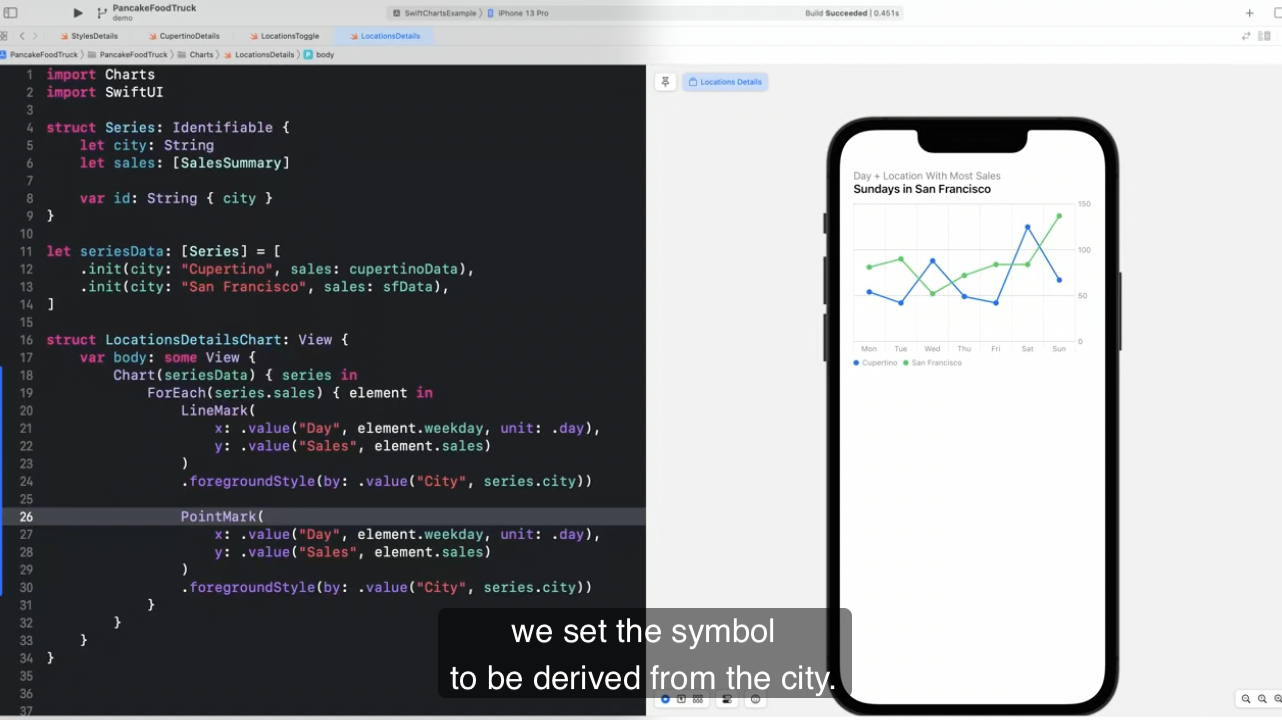 PancakeFoodTruck
demo
SwiftChartsExample
iPhone 13 Pro
Build Succeeded | 0.451s
StylesDetails
CupertinoDetails
LocationsToggle
LocationsDetails
PancakeFoodTruck
PancakeFoodTruck
Charts
LocationsDetails
body
1 import Charts
2 import SwiftUI
3
4 struct Series: Identifiable {
5 let city: String
6 let sales: [SalesSummary]
7
8 var id: String { city }
9 }
10
11 let seriesData: [Series] = [
12 .init(city: "Cupertino", sales: cupertinoData),
13 .init(city: "San Francisco", sales: sfData),
14 ]
15
16 struct LocationsDetailsChart: View {
17 var body: some View {
18 Chart(seriesData) { series in
19 ForEach(series.sales) { element in
20 LineMark(
21 x: .value("Day", element.weekday, unit: .day),
22 y: .value("Sales", element.sales)
23 )
24 .foregroundStyle(by: .value("City", series.city))
25
26 PointMark(
27 x: .value("Day", element.weekday, unit: .day),
28 y: .value("Sales", element.sales)
29 )
30 .foregroundStyle(by: .value("City", series.city))
31 }
32 }
33 }
34 }
35
36
37
Locations Details
Day + Location With Most Sales
Sundays in San Francisco
150
100
50
0
Mon Tue Wed Thu Fri Sat Sun
Cupertino San Francisco
we set the symbol
to be derived from the city.